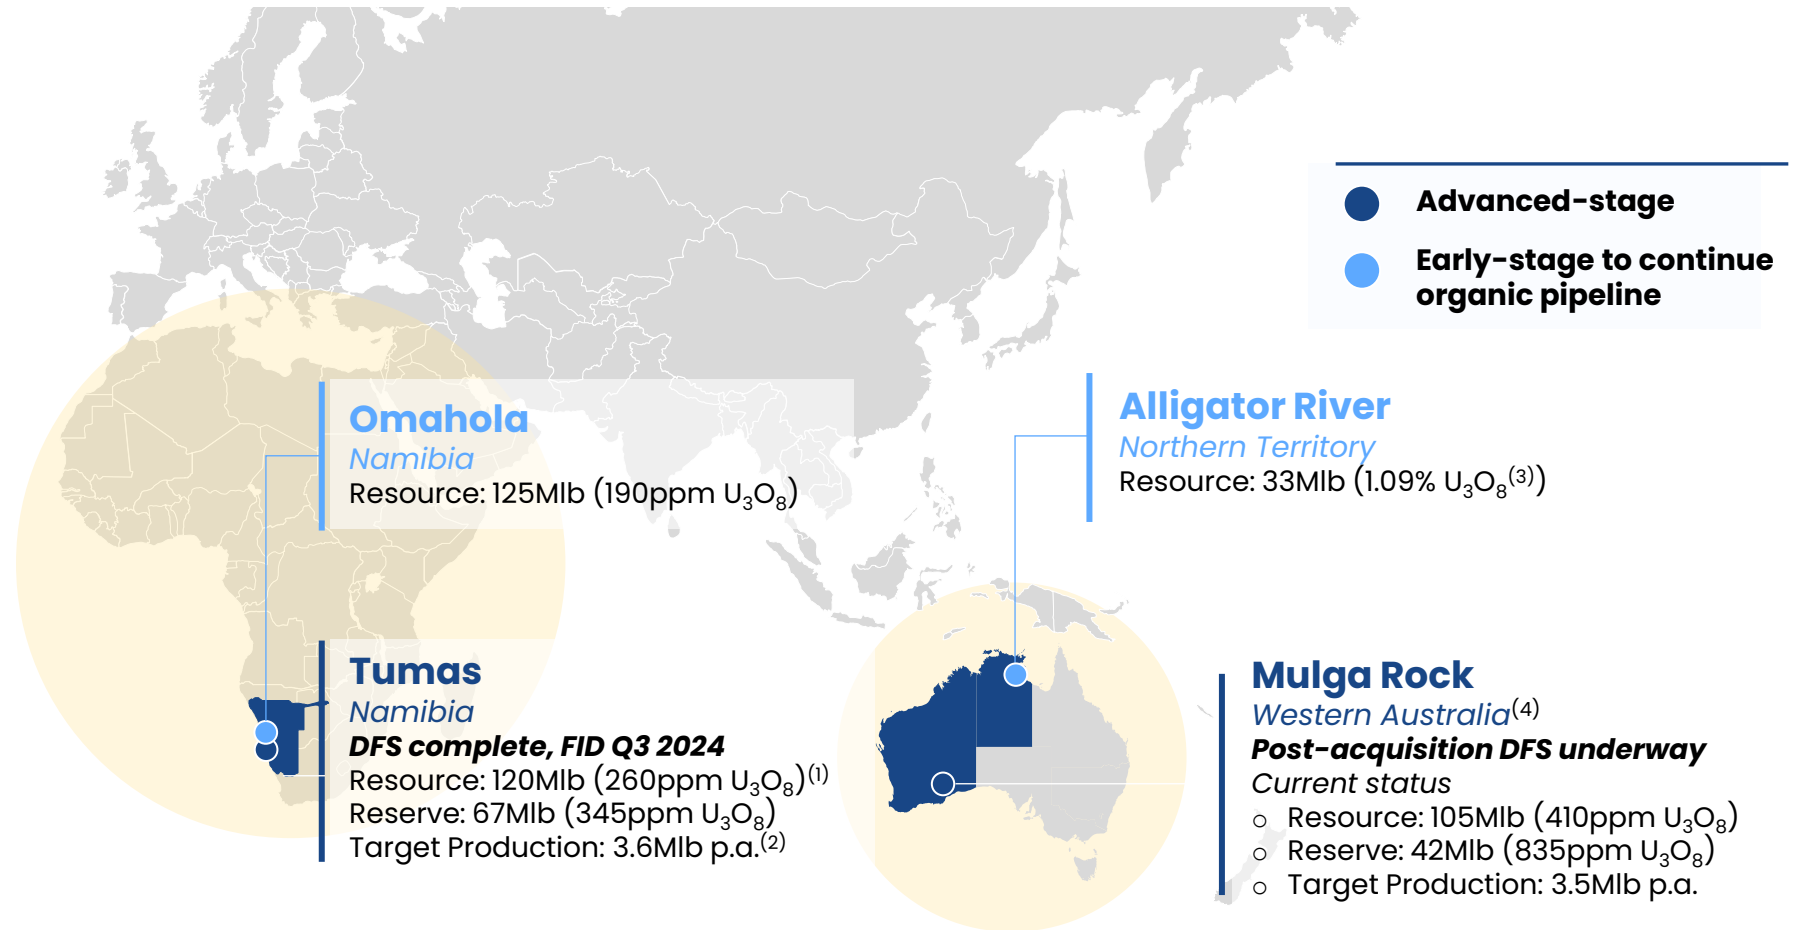 Advanced-stage
Early-stage to continue
organic pipeline
Omahola
Namibia
Resource: 125Mlb (190ppm U₃O₈)
Alligator River
Northern Territory
Resource: 33Mlb (1.09% U₃O₈⁽³⁾)
Tumas
Namibia
DFS complete, FID Q3 2024
Resource: 120Mlb (260ppm U₃O₈)⁽¹⁾
Reserve: 67Mlb (345ppm U₃O₈)
Target Production: 3.6Mlb p.a.⁽²⁾
Mulga Rock
Western Australia⁽⁴⁾
Post-acquisition DFS underway
Current status
o Resource: 105Mlb (410ppm U₃O₈)
o Reserve: 42Mlb (835ppm U₃O₈)
o Target Production: 3.5Mlb p.a.